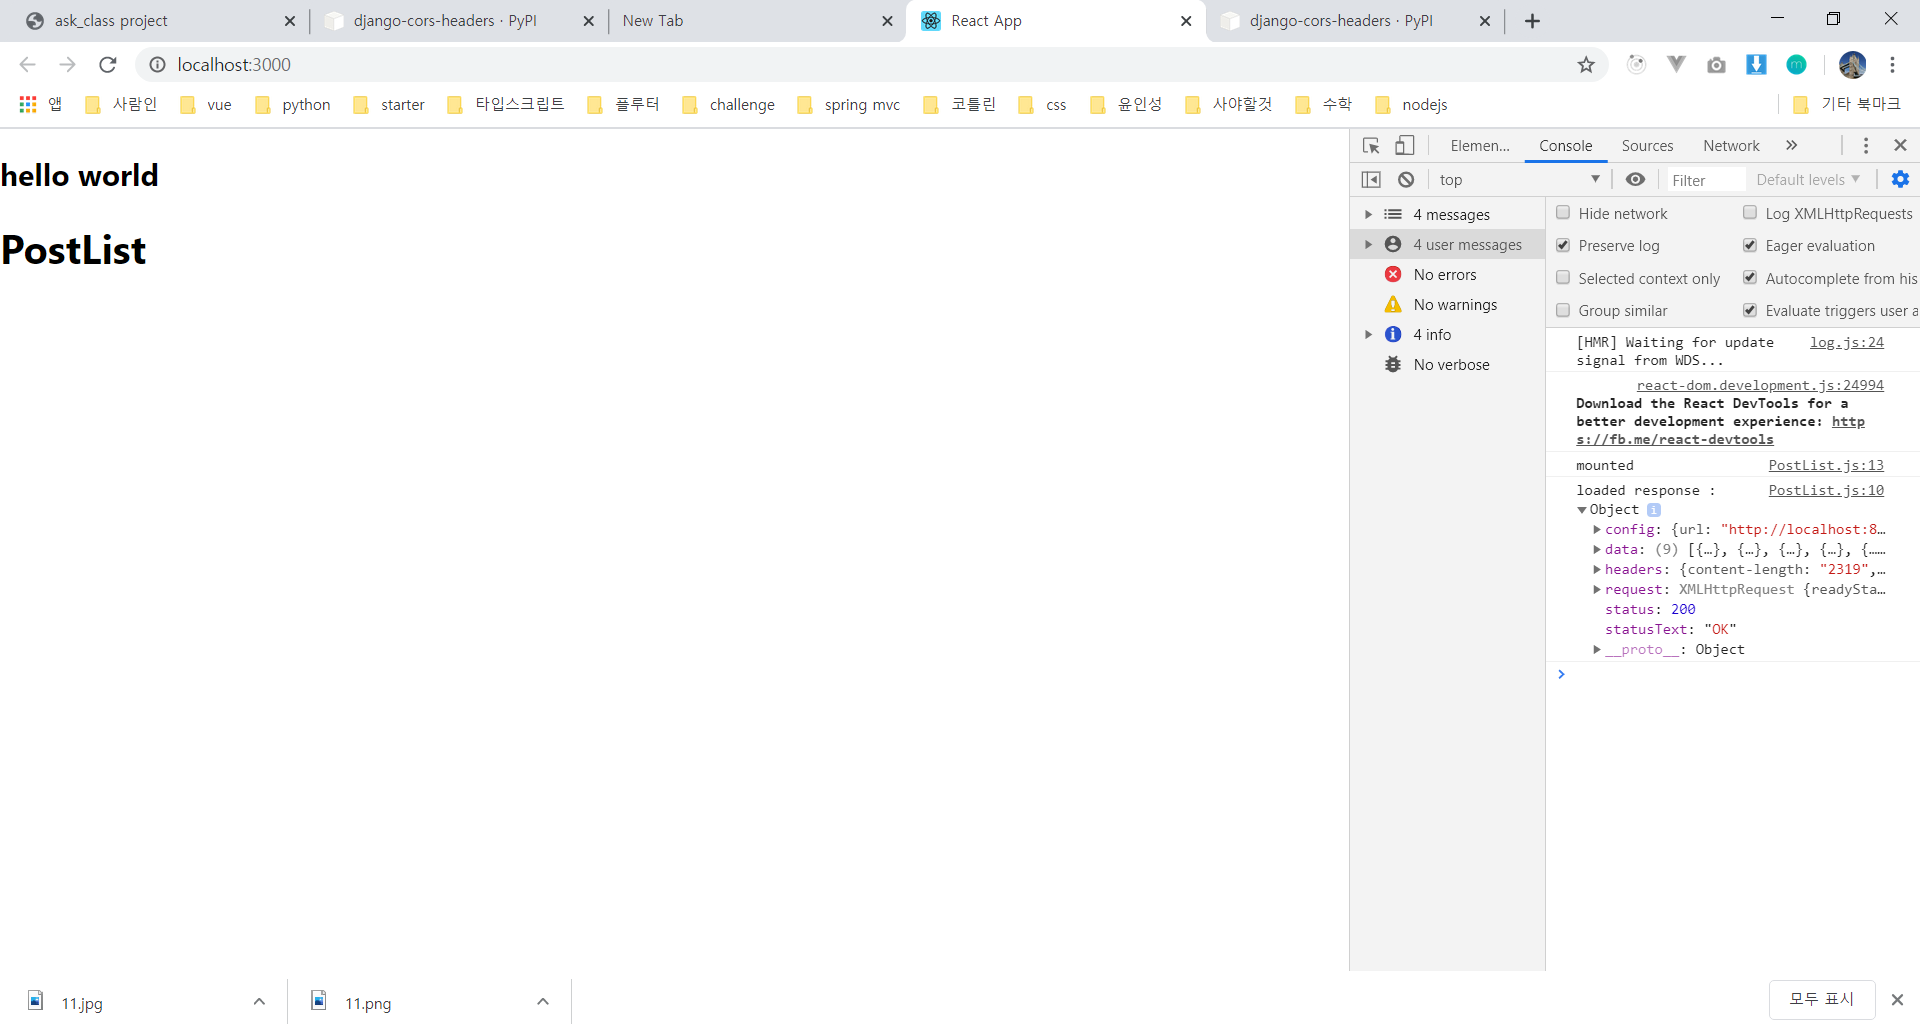 ask_class project
django-cors-headers · PyPI
New Tab
React App
django-cors-headers · PyPI
localhost:3000
앱 사람인 vue python starter 타입스크립트 플루터 challenge spring mvc 코틀린 css 윤인성 사야할것 수학 nodejs 기타 북마크
hello world
PostList
Elemen... Console Sources Network
top Filter Default levels
4 messages
4 user messages
No errors
No warnings
4 info
No verbose
Hide network Log XMLHttpRequests
Preserve log Eager evaluation
Selected context only Autocomplete from his
Group similar Evaluate triggers user a
[HMR] Waiting for update log.js:24
signal from WDS...
react-dom.development.js:24994
Download the React DevTools for a
better development experience: http
s://fb.me/react-devtools
mounted PostList.js:13
loaded response : PostList.js:10
Object i
config: {url: "http://localhost:8…
data: (9) [{…}, {…}, {…}, {…}, {……
headers: {content-length: "2319",…
request: XMLHttpRequest {readySta…
status: 200
statusText: "OK"
__proto__: Object
11.jpg
11.png
모두 표시